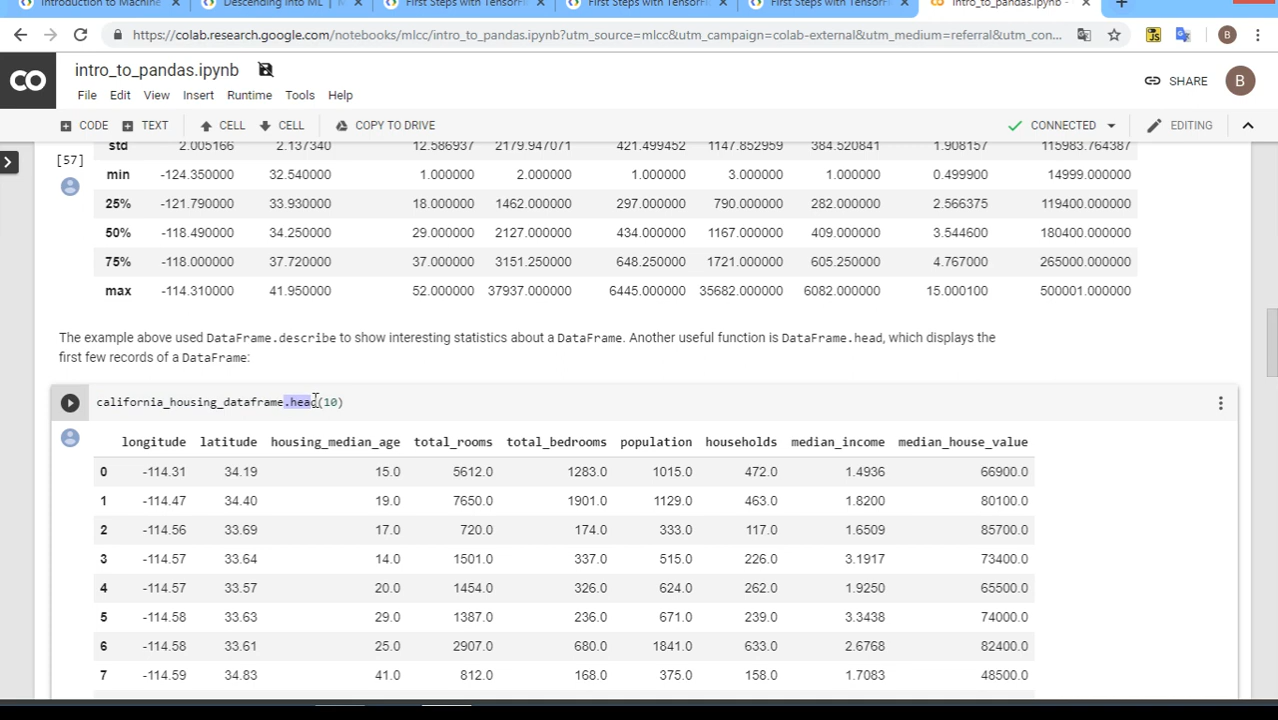 Introduction to Machine Descending into ML | M First Steps with TensorFl First Steps with TensorFl First Steps with TensorFl intro_to_pandas.ipynb -
https://colab.research.google.com/notebooks/mlcc/intro_to_pandas.ipynb?utm_source=mlcc&utm_campaign=colab-external&utm_medium=referral&utm_con... B
CO intro_to_pandas.ipynb SHARE B
File Edit View Insert Runtime Tools Help
CODE TEXT CELL CELL COPY TO DRIVE CONNECTED EDITING
std 2.005166 2.137340 12.586937 2179.947071 421.499452 1147.852959 384.520841 1.908157 115983.764387
[57]
min -124.350000 32.540000 1.000000 2.000000 1.000000 3.000000 1.000000 0.499900 14999.000000
25% -121.790000 33.930000 18.000000 1462.000000 297.000000 790.000000 282.000000 2.566375 119400.000000
50% -118.490000 34.250000 29.000000 2127.000000 434.000000 1167.000000 409.000000 3.544600 180400.000000
75% -118.000000 37.720000 37.000000 3151.250000 648.250000 1721.000000 605.250000 4.767000 265000.000000
max -114.310000 41.950000 52.000000 37937.000000 6445.000000 35682.000000 6082.000000 15.000100 500001.000000
The example above used DataFrame.describe to show interesting statistics about a DataFrame. Another useful function is DataFrame.head, which displays the
first few records of a DataFrame:
california_housing_dataframe.head(10)
longitude latitude housing_median_age total_rooms total_bedrooms population households median_income median_house_value
0 -114.31 34.19 15.0 5612.0 1283.0 1015.0 472.0 1.4936 66900.0
1 -114.47 34.40 19.0 7650.0 1901.0 1129.0 463.0 1.8200 80100.0
2 -114.56 33.69 17.0 720.0 174.0 333.0 117.0 1.6509 85700.0
3 -114.57 33.64 14.0 1501.0 337.0 515.0 226.0 3.1917 73400.0
4 -114.57 33.57 20.0 1454.0 326.0 624.0 262.0 1.9250 65500.0
5 -114.58 33.63 29.0 1387.0 236.0 671.0 239.0 3.3438 74000.0
6 -114.58 33.61 25.0 2907.0 680.0 1841.0 633.0 2.6768 82400.0
7 -114.59 34.83 41.0 812.0 168.0 375.0 158.0 1.7083 48500.0